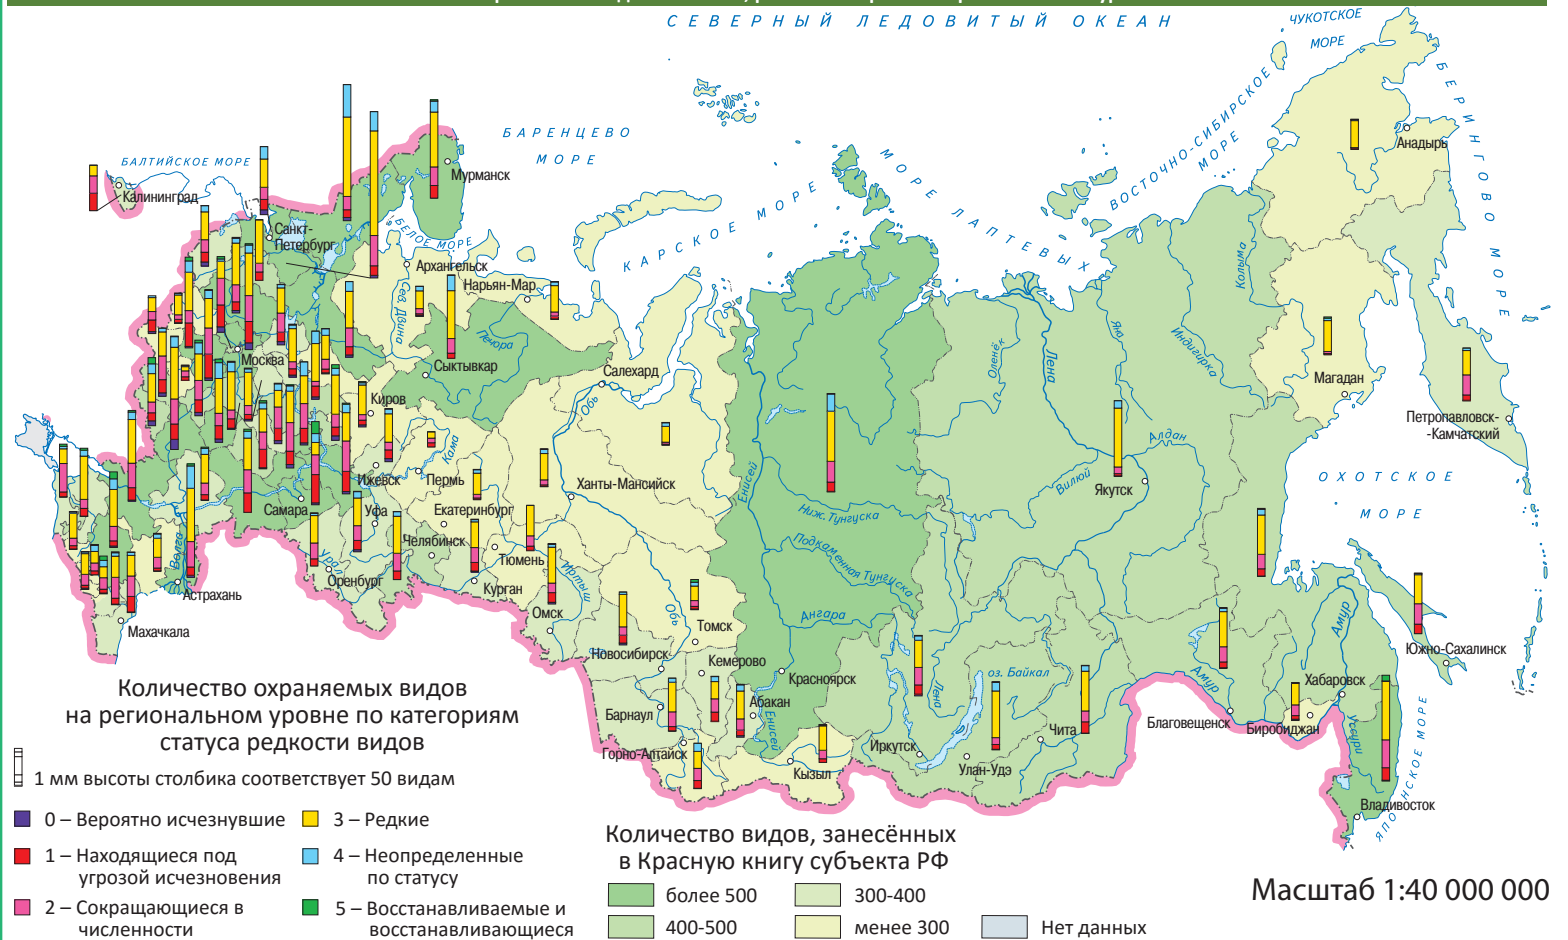 СЕВЕРНЫЙ ЛЕДОВИТЫЙ ОКЕАН
ЧУКОТСКОЕ
МОРЕ
БЕРИНГОВО МОРЕ
ВОСТОЧНО-СИБИРСКОЕ
МОРЕ
МОРЕ ЛАПТЕВЫХ
КАРСКОЕ МОРЕ
БАРЕНЦЕВО
МОРЕ
БАЛТИЙСКОЕ МОРЕ
БЕЛОЕ МОРЕ
Анадырь
Мурманск
Калининград
Санкт-
Петербург
Архангельск
Нарьян-Мар
Сев. Двина
Печора
Колыма
Яна
Индигирка
Оленёк
Лена
Москва
Сыктывкар
Салехард
Обь
Магадан
Киров
Петропавловск-
-Камчатский
Кама
Алдан
Вилюй
Якутск
Енисей
Ижевск
Пермь
Ханты-Мансийск
ОХОТСКОЕ
МОРЕ
Самара
Уфа
Екатеринбург
Ниж. Тунгуска
Челябинск
Подкаменная Тунгуска
Волга
Урал
Тюмень
Оренбург
Курган
Иртыш
Астрахань
Омск
Обь
Ангара
Амур
Махачкала
Томск
Новосибирск
Кемерово
Южно-Сахалинск
Красноярск
оз. Байкал
Лена
Амур
Хабаровск
Абакан
Барнаул
Енисей
Благовещенск
Биробиджан
Уссури
Чита
Горно-Алтайск
Иркутск
Кызыл
Улан-Удэ
Владивосток
ЯПОНСКОЕ МОРЕ
Количество охраняемых видов
на региональном уровне по категориям
статуса редкости видов
1 мм высоты столбика соответствует 50 видам
0 – Вероятно исчезнувшие
1 – Находящиеся под
угрозой исчезновения
2 – Сокращающиеся в
численности
3 – Редкие
4 – Неопределенные
по статусу
5 – Восстанавливаемые и
восстанавливающиеся
Количество видов, занесённых
в Красную книгу субъекта РФ
более 500
400-500
300-400
менее 300
Нет данных
Масштаб 1:40 000 000